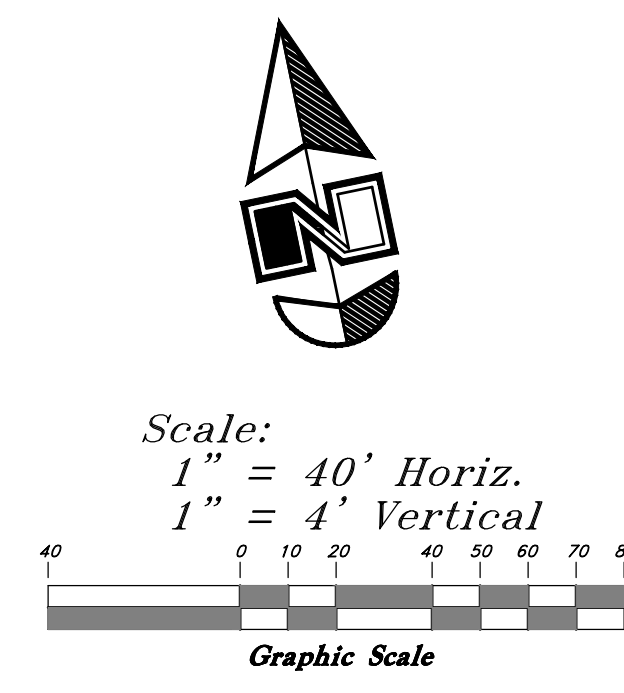 N
Scale:
1” = 40’ Horiz.
1” = 4’ Vertical
40 0 10 20 40 50 60 70
Graphic Scale